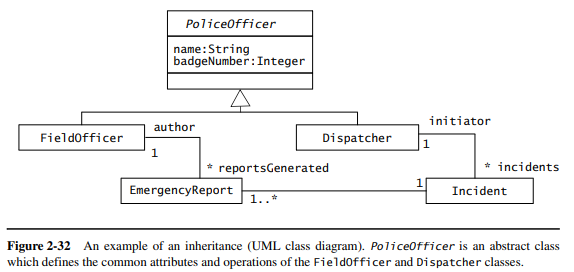 PoliceOfficer
name:String
badgeNumber:Integer
FieldOfficer
author
1
Dispatcher
initiator
1
* reportsGenerated
* incidents
EmergencyReport
1..*
1
Incident
Figure 2-32 An example of an inheritance (UML class diagram). PoliceOfficer is an abstract class
which defines the common attributes and operations of the FieldOfficer and Dispatcher classes.